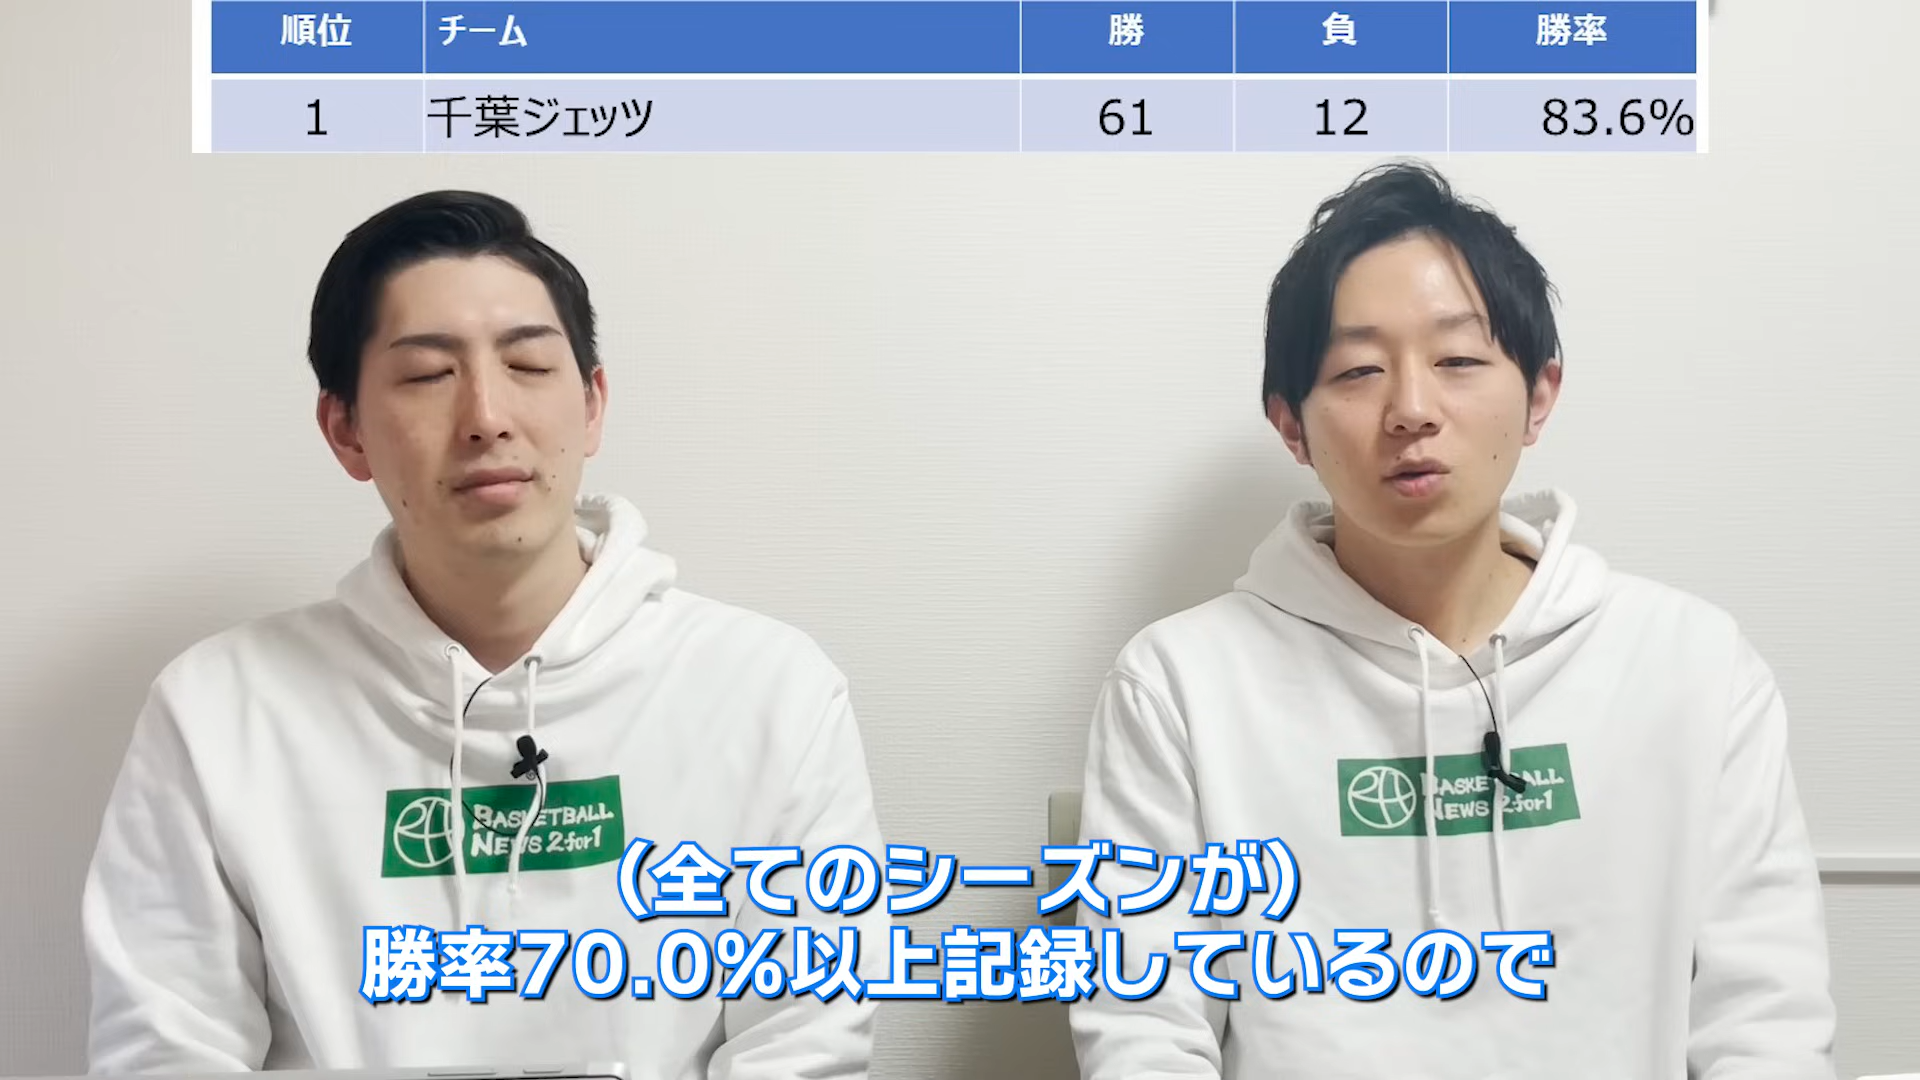 順位 チーム 勝 負 勝率
1 千葉ジェッツ 61 12 83.6%
BASKETBALL
NEWS 2for1
BASKETBALL
NEWS 2for1
(全てのシーズンが)
勝率70.0%以上記録しているので